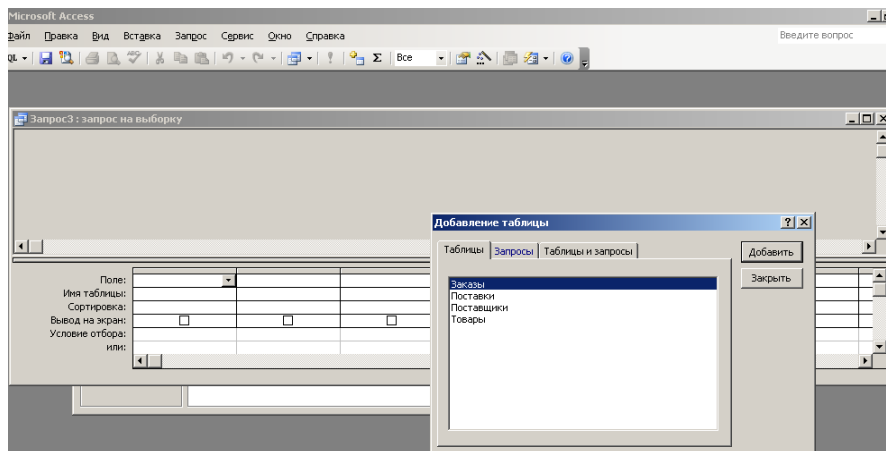 Microsoft Access
Файл Правка Вид Вставка Запрос Сервис Окно Справка Введите вопрос
QL Σ Все
Запрос3 : запрос на выборку
Добавление таблицы
Таблицы Запросы Таблицы и запросы Добавить
Закрыть
Заказы
Поставки
Поставщики
Товары
Поле:
Имя таблицы:
Сортировка:
Вывод на экран:
Условие отбора:
или: